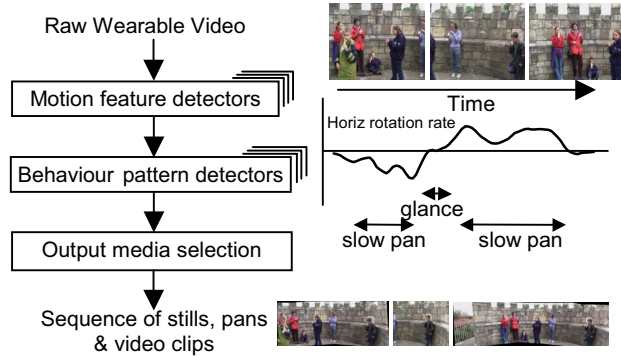 Raw Wearable Video
Motion feature detectors
Behaviour pattern detectors
Output media selection
Sequence of stills, pans
& video clips
Time
Horiz rotation rate
glance
slow pan
slow pan